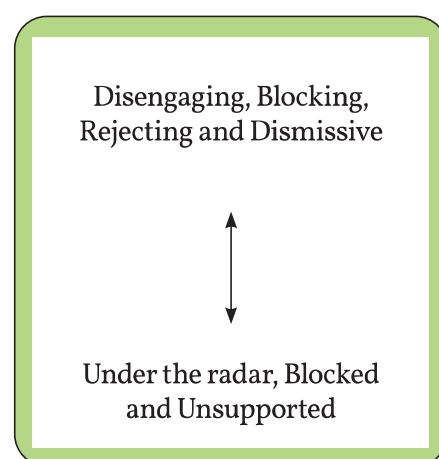 Disengaging, Blocking,
Rejecting and Dismissive
Under the radar, Blocked
and Unsupported